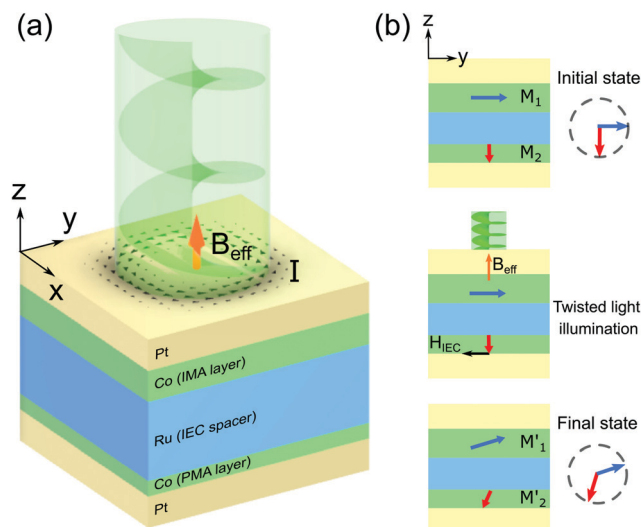 (a)
z
y
x
B_eff
I
Pt
Co (IMA layer)
Ru (IEC spacer)
Co (PMA layer)
Pt
(b)
z
y
Initial state
M_1
M_2
B_eff
Twisted light
illumination
H_IEC
Final state
M'_1
M'_2